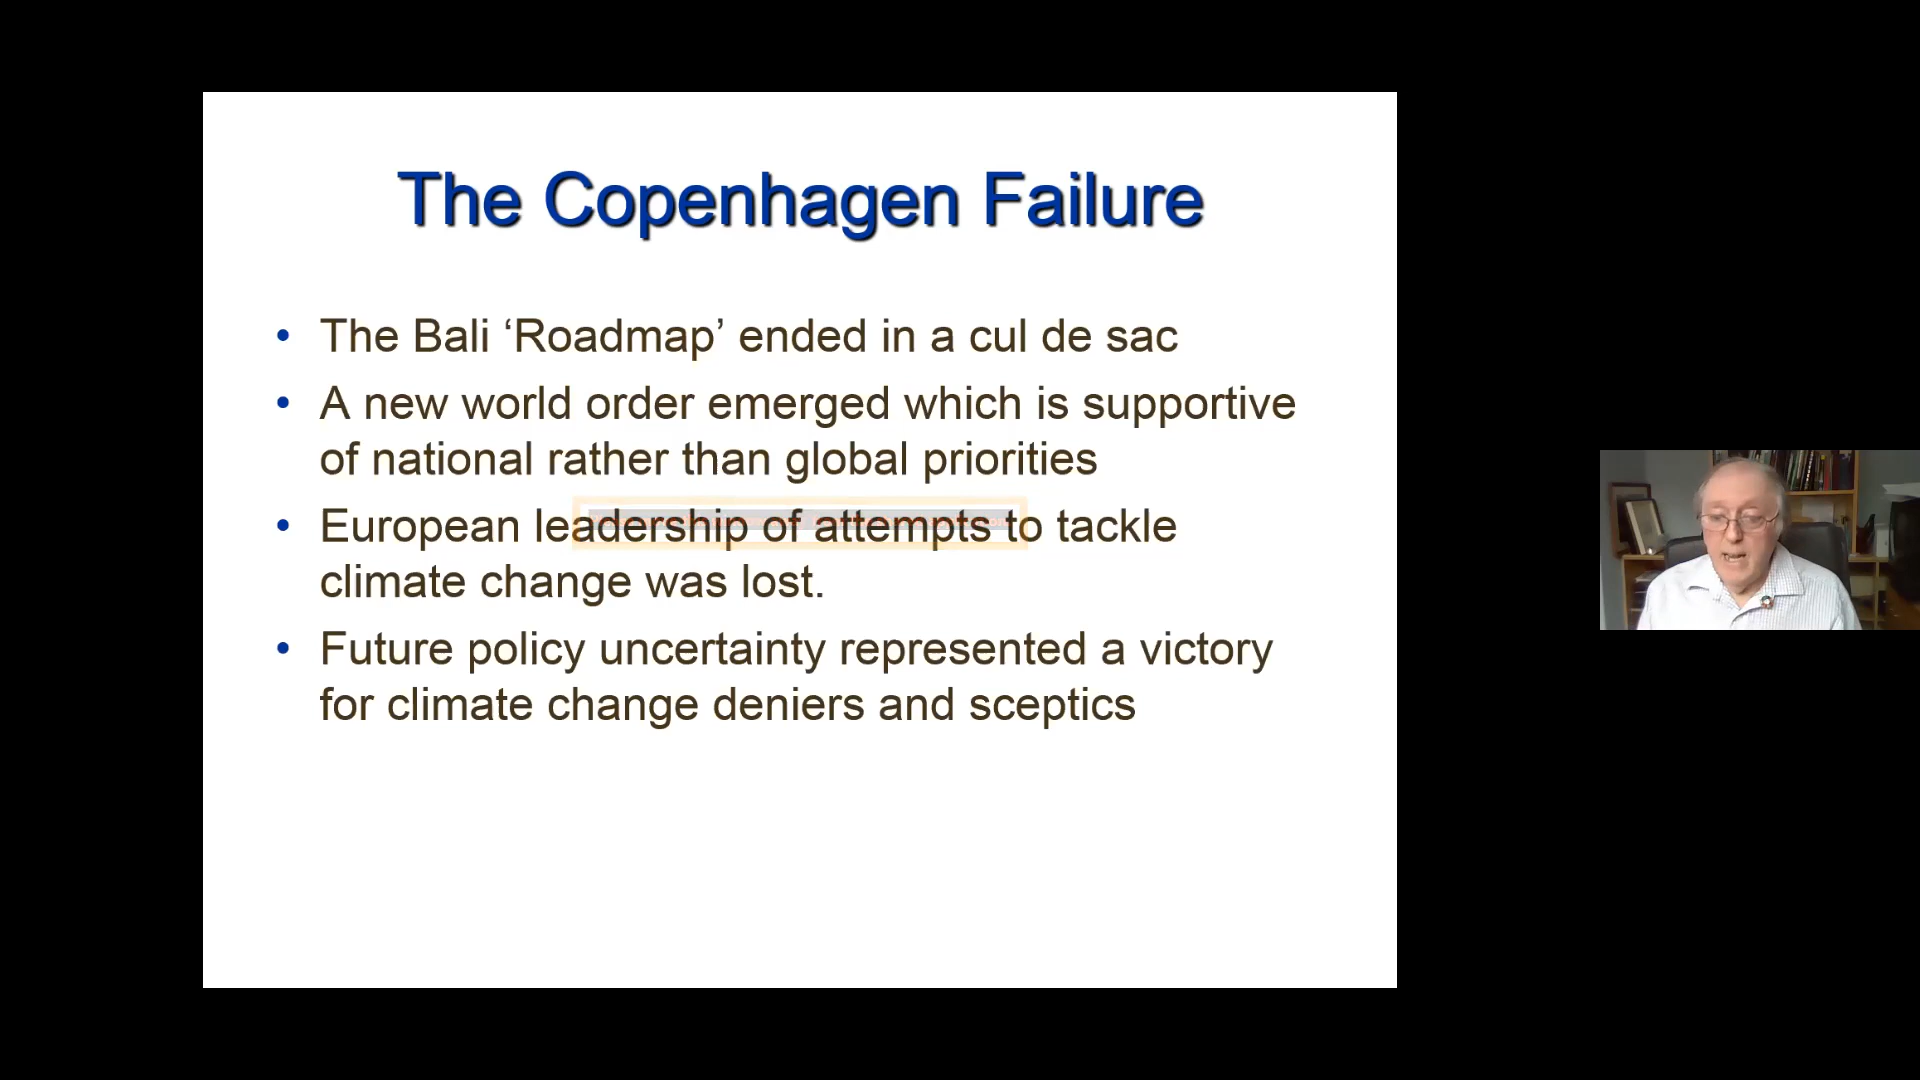 The Copenhagen Failure
• The Bali ‘Roadmap’ ended in a cul de sac
• A new world order emerged which is supportive
of national rather than global priorities
• European leadership of attempts to tackle
climate change was lost.
• Future policy uncertainty represented a victory
for climate change deniers and sceptics